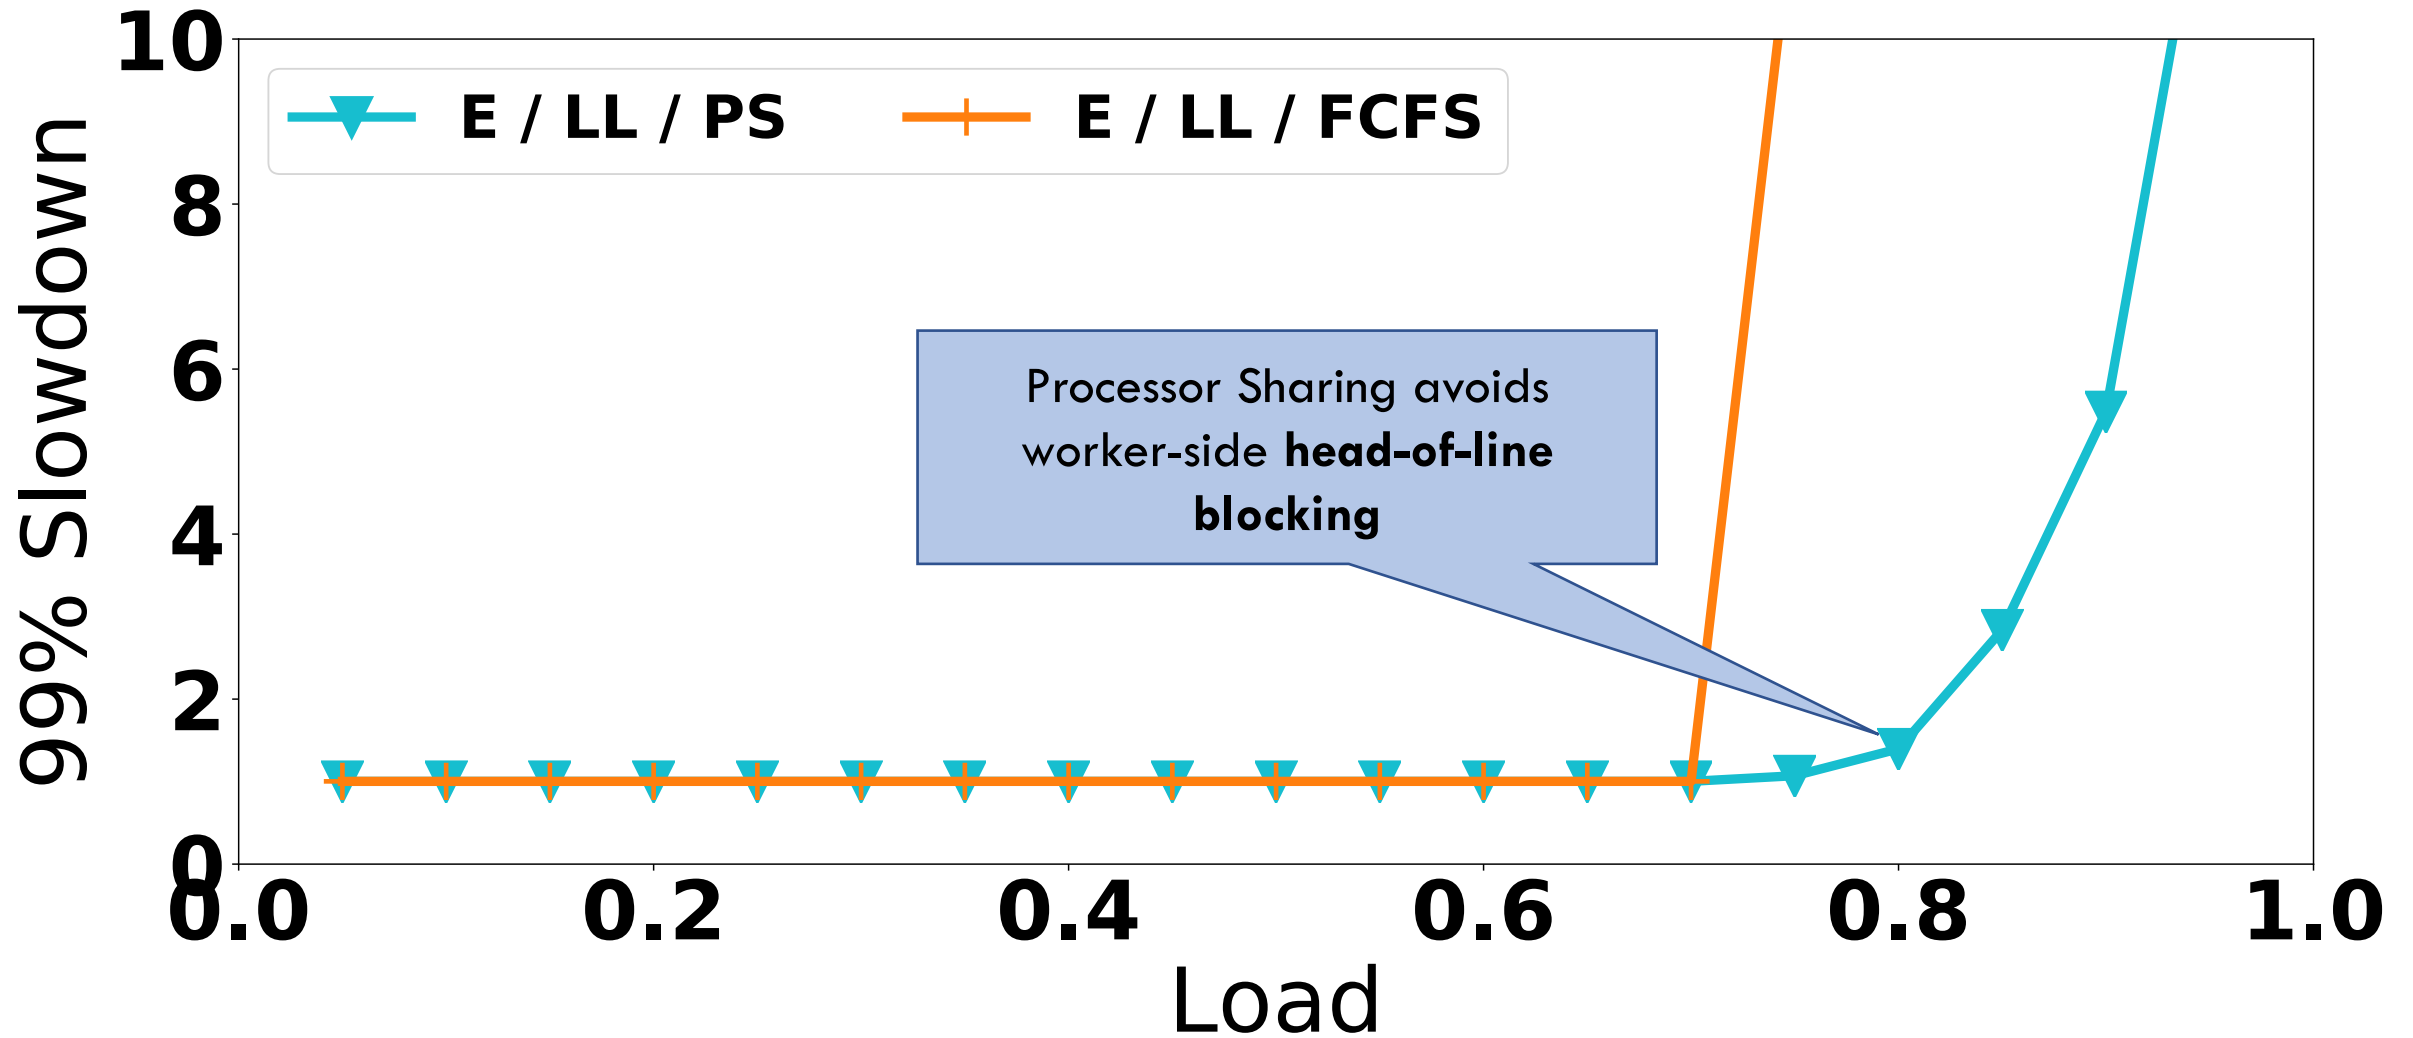 10
8
6
4
2
0
99% Slowdown
E / LL / PS
E / LL / FCFS
Processor Sharing avoids
worker-side head-of-line
blocking
0.0 0.2 0.4 0.6 0.8 1.0
Load